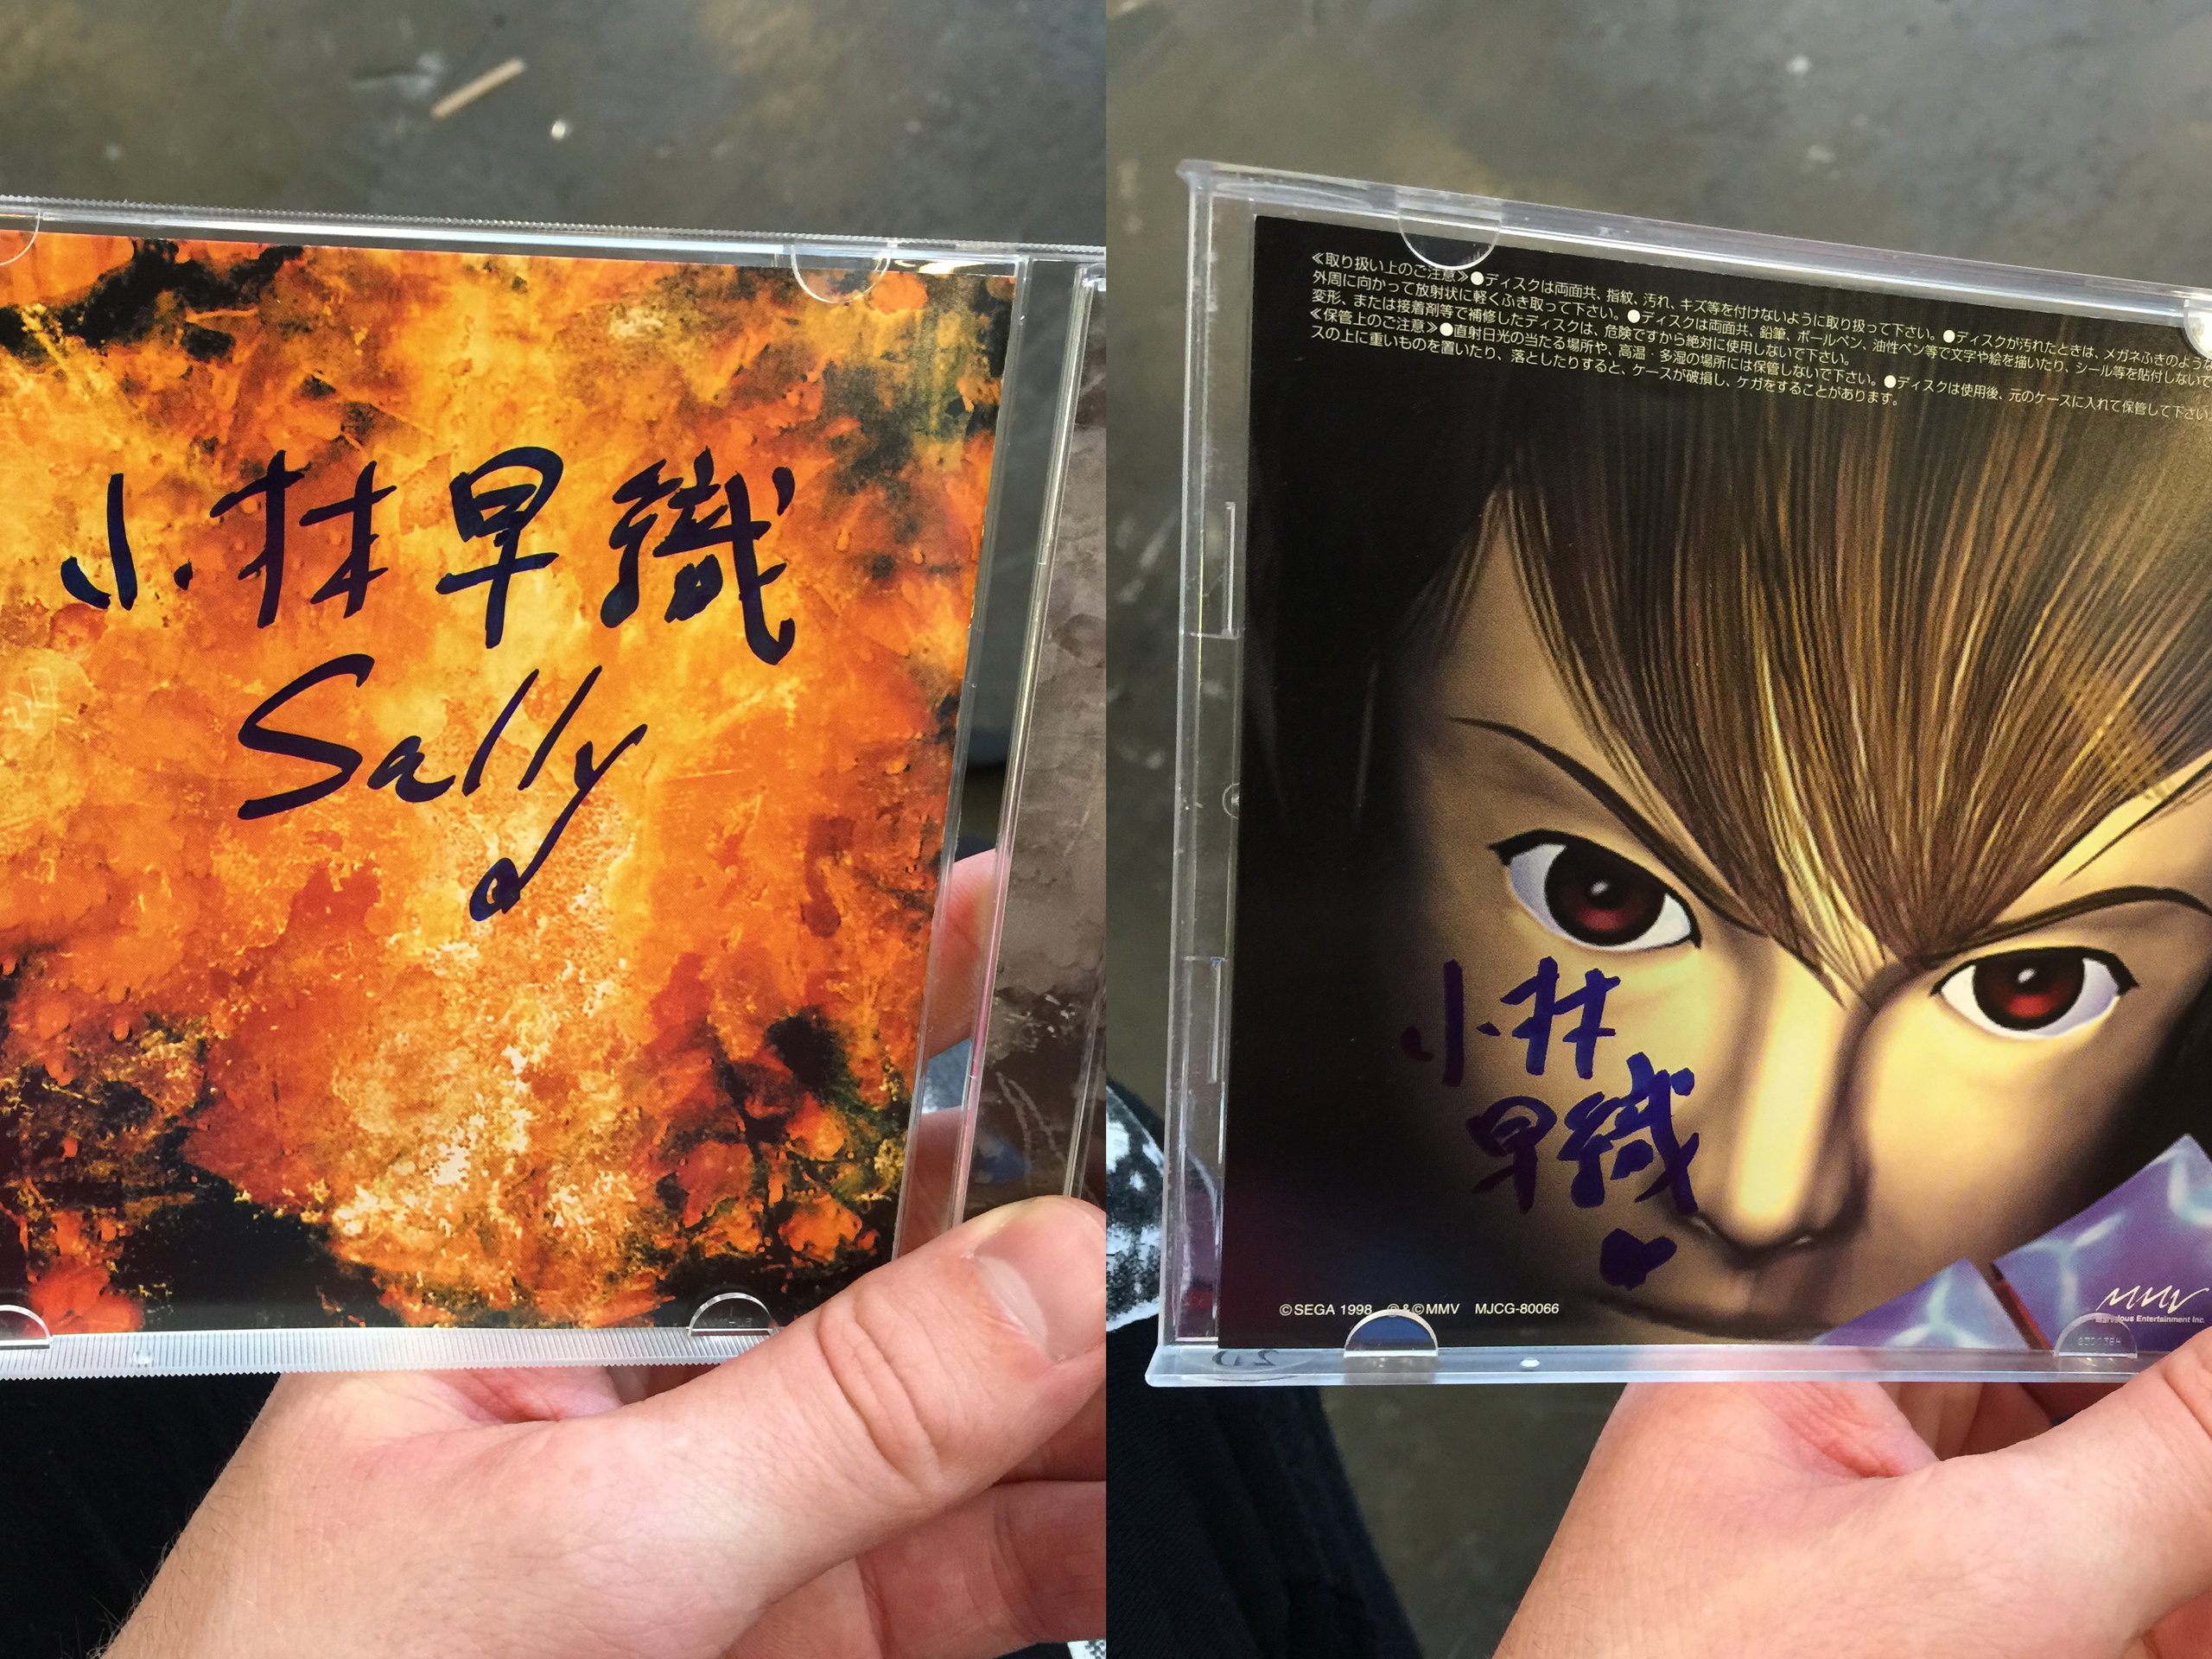 小林早織
Sally
≪取り扱い上のご注意≫●ディスクは両面共、指紋、汚れ、キズ等を付けないように取り扱って下さい。●ディスクが汚れたときは、メガネふきのような
外周に向かって放射状に軽くふき取って下さい。●ディスクは両面共、鉛筆、ボールペン、油性ペン等で文字や絵を描いたり、シール等を貼付しないで
変形、または接着剤等で補修したディスクは、危険ですから絶対に使用しないで下さい。
≪保管上のご注意≫●直射日光の当たる場所や、高温・多湿の場所には保管しないで下さい。●ディスクは使用後、元のケースに入れて保管して下さい
スの上に重いものを置いたり、落としたりすると、ケースが破損し、ケガをすることがあります。
小林
早織
©SEGA 1998 ℗&©MMV MJCG-80066
MMV
Marvelous Entertainment Inc.